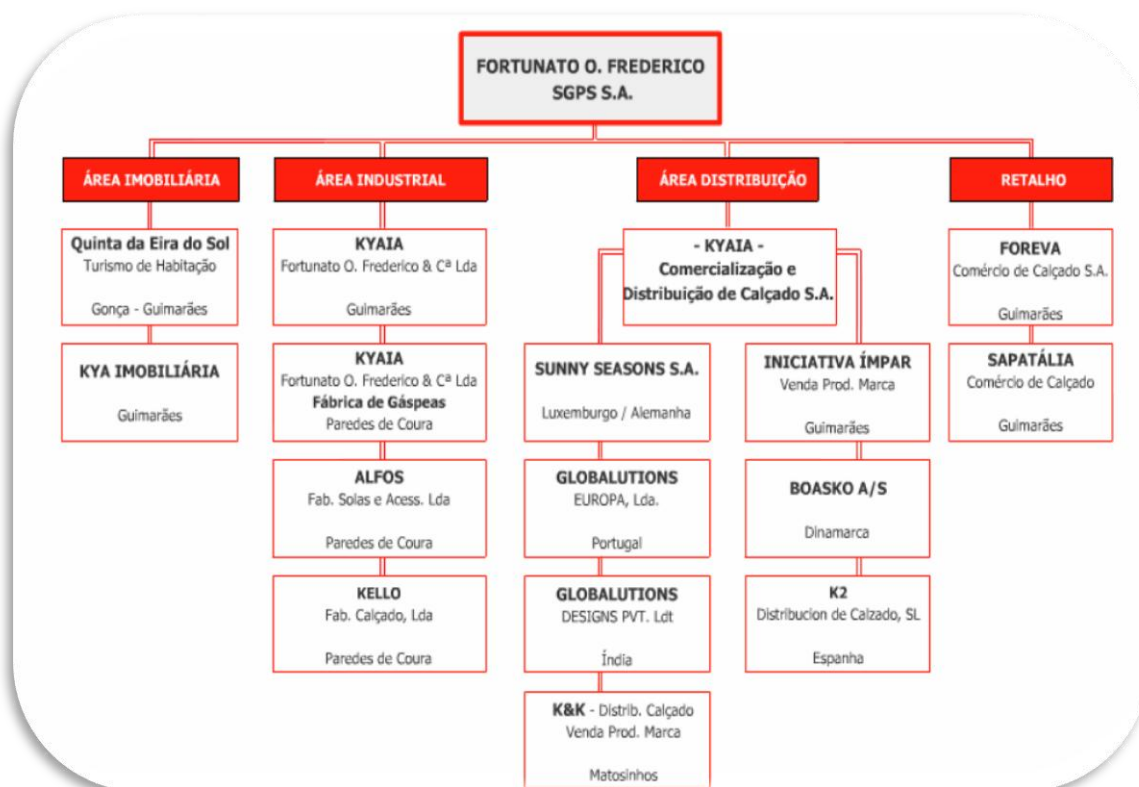 FORTUNATO O. FREDERICO
SGPS S.A.
ÁREA IMOBILIÁRIA
Quinta da Eira do Sol
Turismo de Habitação
Gonça - Guimarães
KYA IMOBILIÁRIA
Guimarães
ÁREA INDUSTRIAL
KYAIA
Fortunato O. Frederico & Cª Lda
Guimarães
KYAIA
Fortunato O. Frederico & Cª Lda
Fábrica de Gáspeas
Paredes de Coura
ALFOS
Fab. Solas e Acess. Lda
Paredes de Coura
KELLO
Fab. Calçado, Lda
Paredes de Coura
ÁREA DISTRIBUIÇÃO
- KYAIA -
Comercialização e
Distribuição de Calçado S.A.
SUNNY SEASONS S.A.
Luxemburgo / Alemanha
GLOBALUTIONS
EUROPA, Lda.
Portugal
GLOBALUTIONS
DESIGNS PVT. Ldt
Índia
K&K - Distrib. Calçado
Venda Prod. Marca
Matosinhos
INICIATIVA ÍMPAR
Venda Prod. Marca
Guimarães
BOASKO A/S
Dinamarca
K2
Distribucion de Calzado, SL
Espanha
RETALHO
FOREVA
Comércio de Calçado S.A.
Guimarães
SAPATÁLIA
Comércio de Calçado
Guimarães